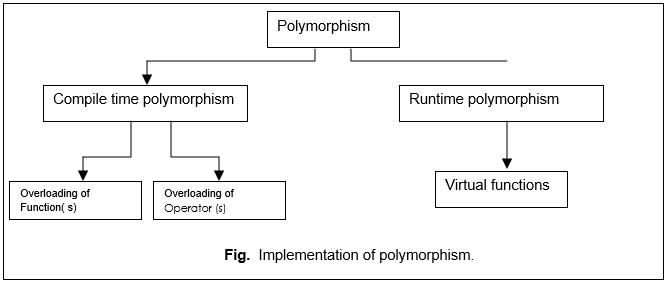 Polymorphism
Compile time polymorphism
Runtime polymorphism
Overloading of
Function( s)
Overloading of
Operator (s)
Virtual functions
Fig. Implementation of polymorphism.